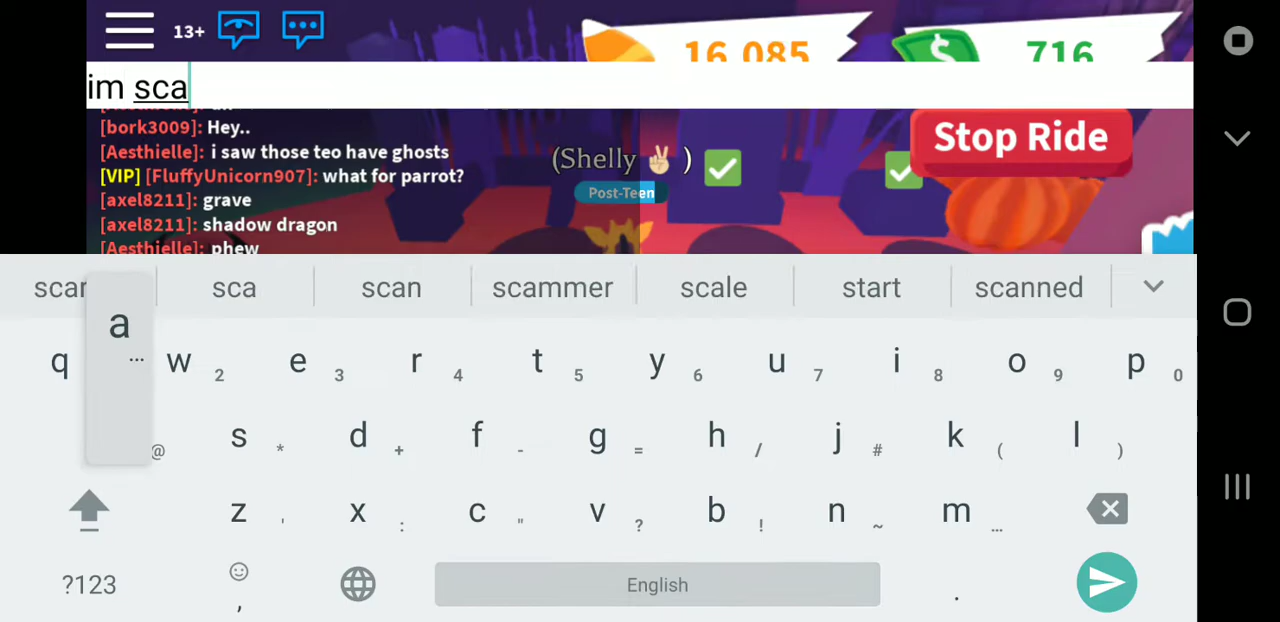 13+
16,085
716
im sca
[bork3009]: Hey..
[Aesthielle]: i saw those teo have ghosts
[VIP] [FluffyUnicorn907]: what for parrot?
[axel8211]: grave
[axel8211]: shadow dragon
[Aesthielle]: phew
(Shelly ✌🏻 ) ✅ ✅
Post-Teen
Stop Ride
scar sca scan scammer scale start scanned
a ...
q w 2 e 3 r 4 t 5 y 6 u 7 i 8 o 9 p 0
@ s * d + f - g = h / j # k ( l )
z ' x : c " v ? b ! n ~ m ...
?123 , English .